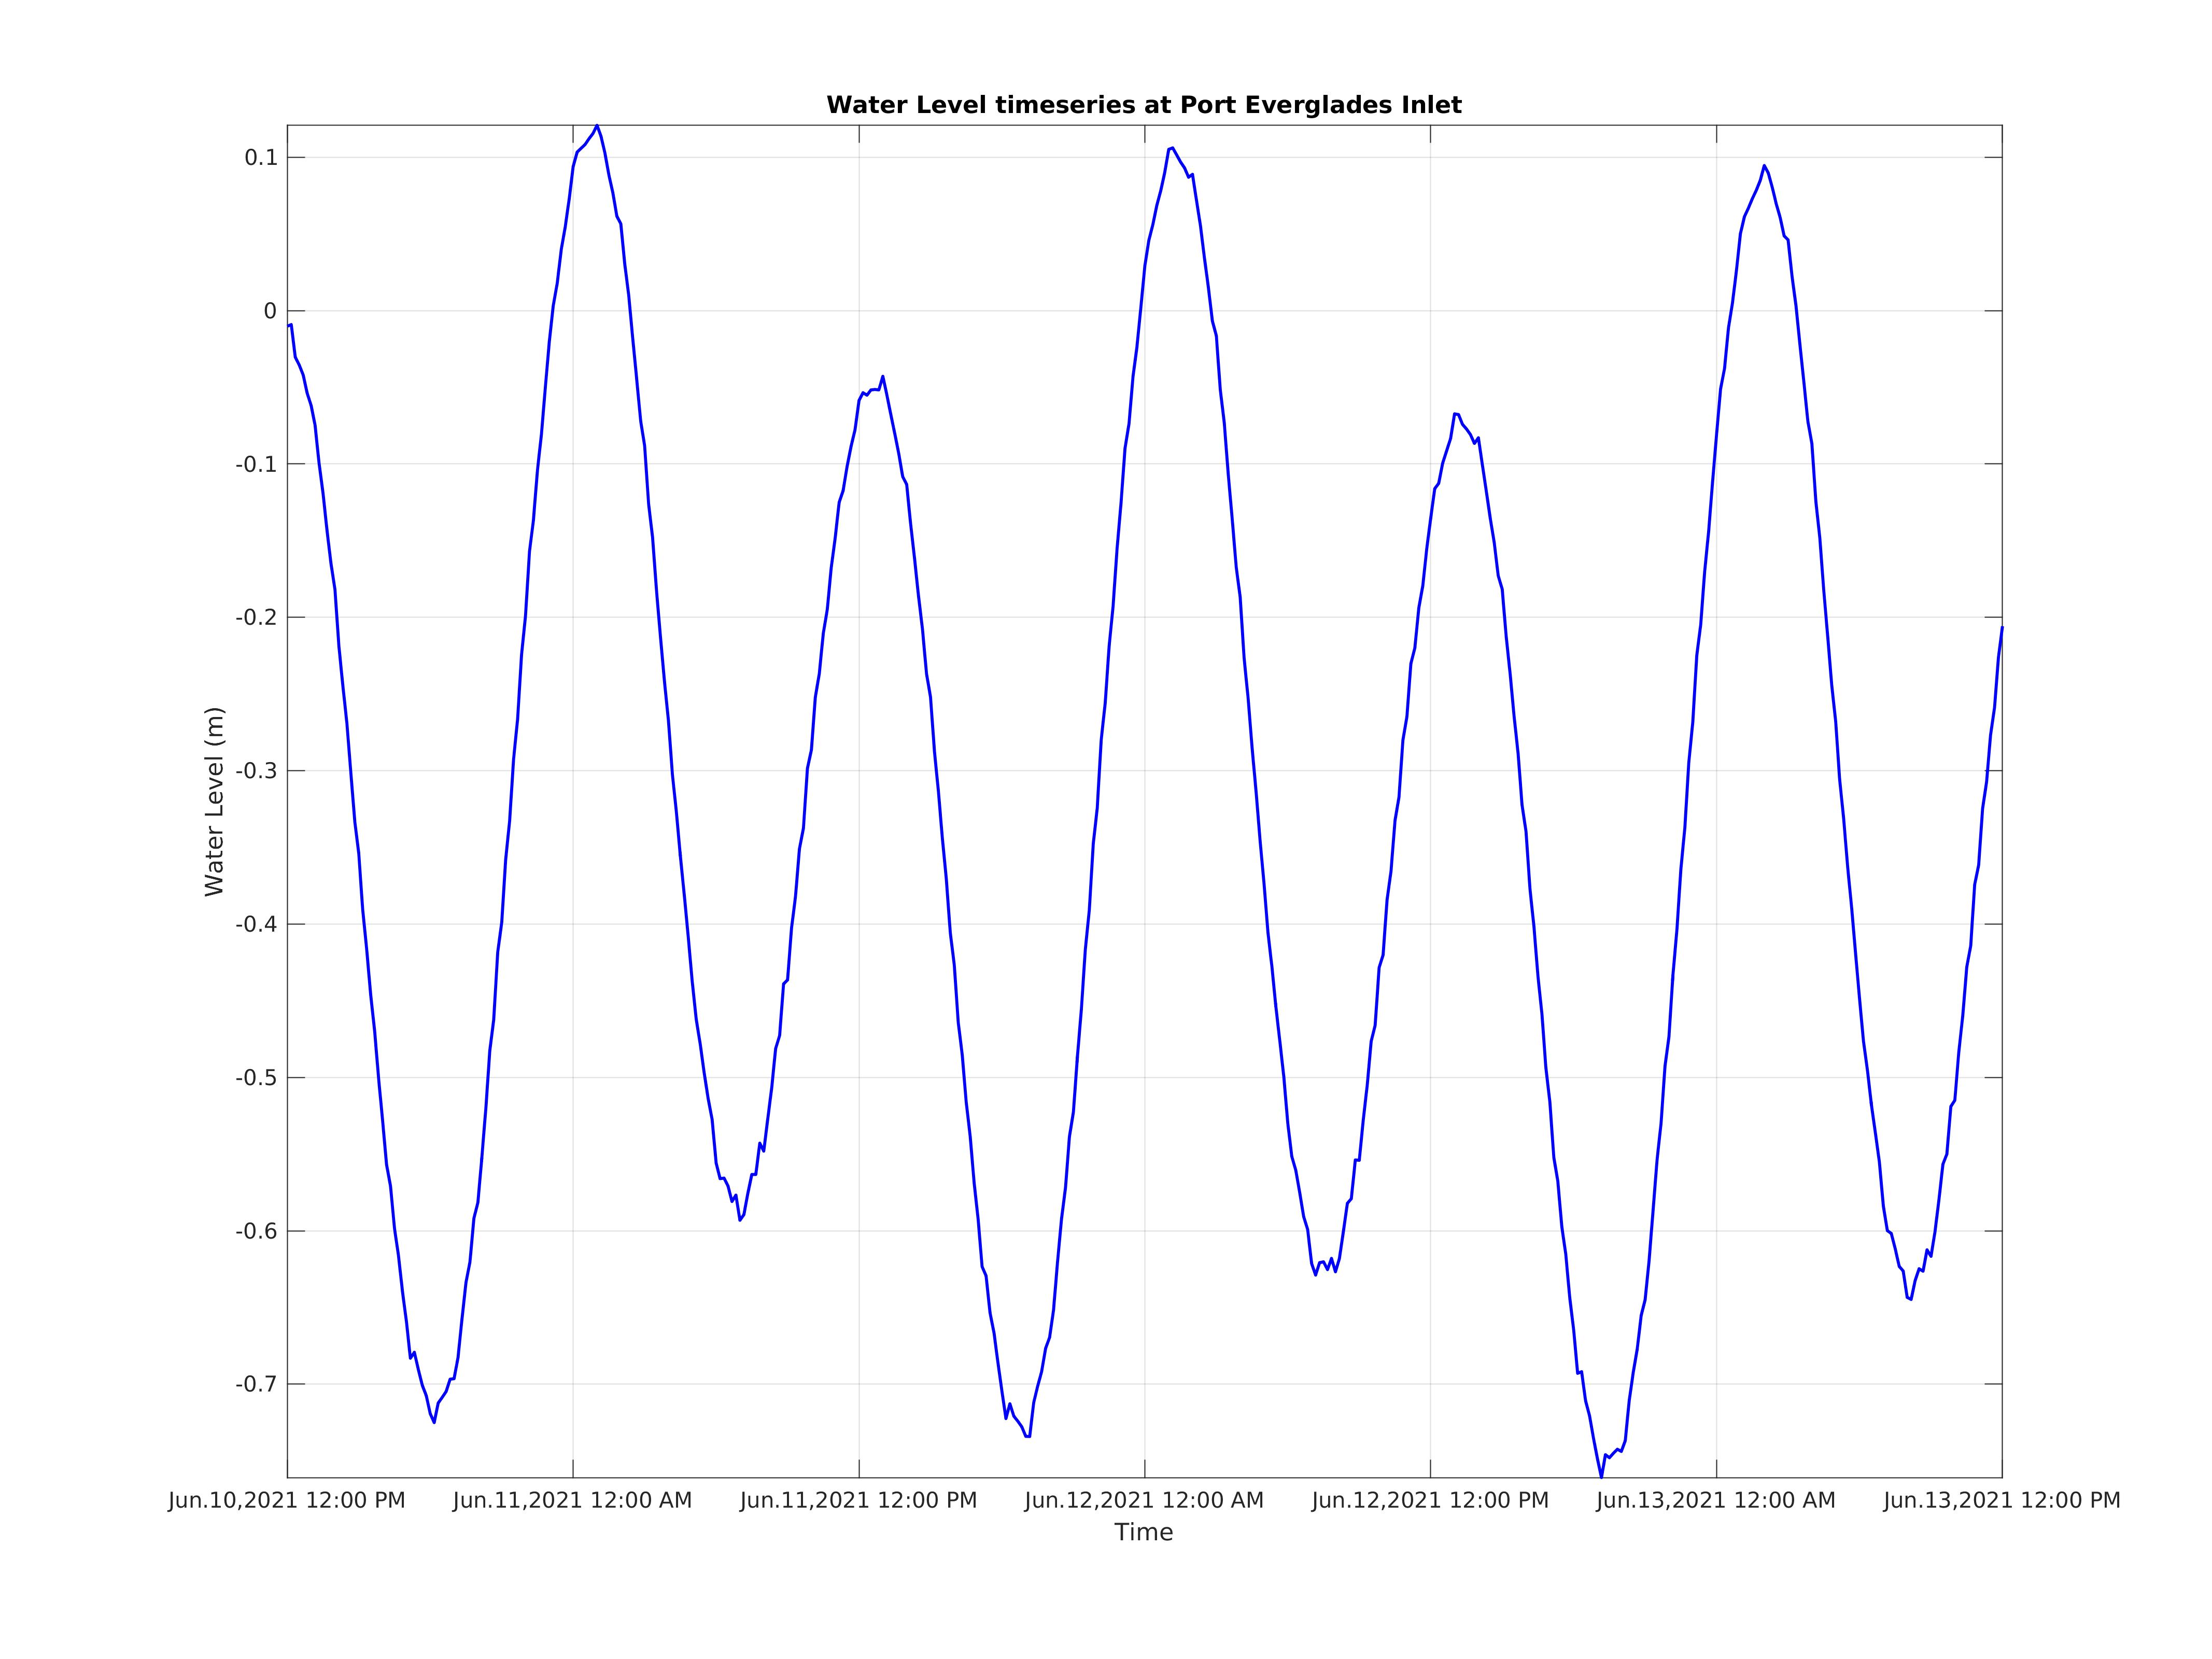 Water Level timeseries at Port Everglades Inlet
0.1
0
-0.1
-0.2
-0.3
-0.4
-0.5
-0.6
-0.7
Water Level (m)
Jun.10,2021 12:00 PM Jun.11,2021 12:00 AM Jun.11,2021 12:00 PM Jun.12,2021 12:00 AM Jun.12,2021 12:00 PM Jun.13,2021 12:00 AM Jun.13,2021 12:00 PM
Time